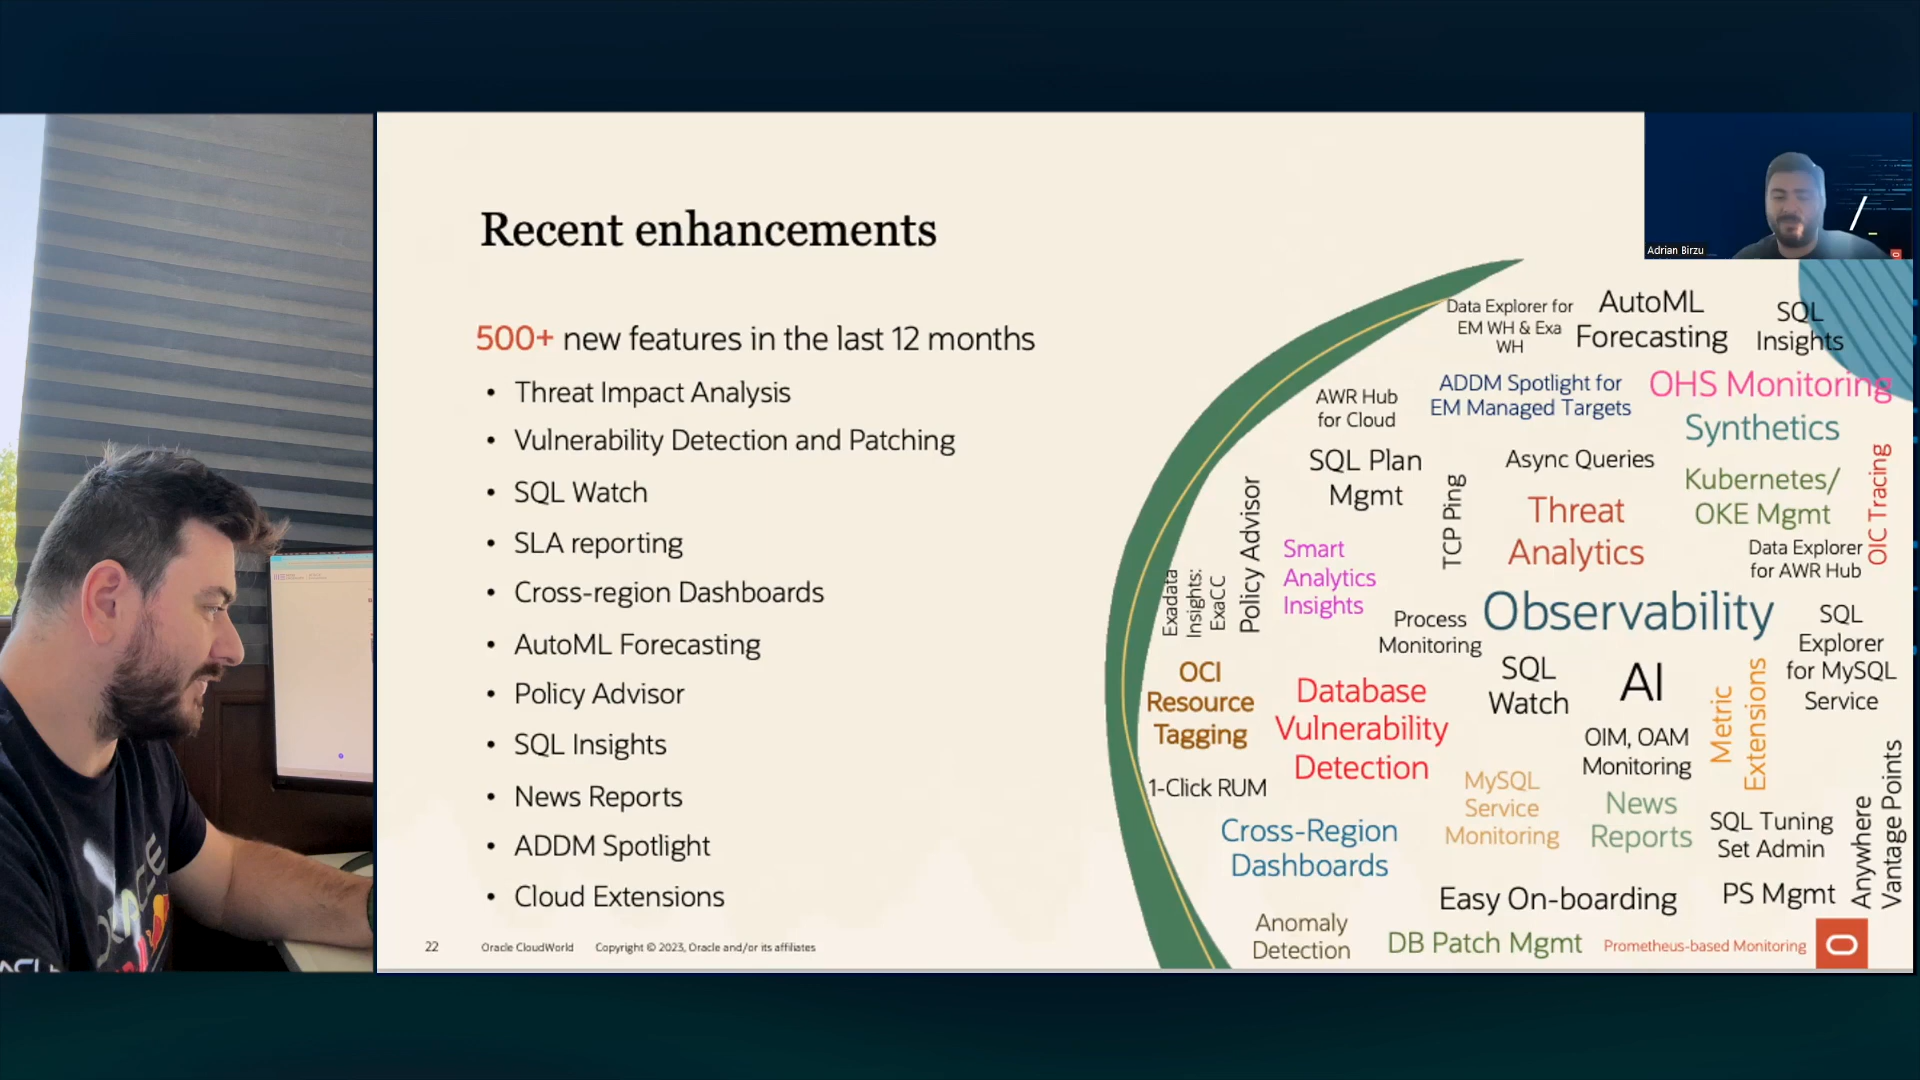 Recent enhancements
500+ new features in the last 12 months
• Threat Impact Analysis
• Vulnerability Detection and Patching
• SQL Watch
• SLA reporting
• Cross-region Dashboards
• AutoML Forecasting
• Policy Advisor
• SQL Insights
• News Reports
• ADDM Spotlight
• Cloud Extensions
22
Oracle CloudWorld
Copyright © 2023, Oracle and/or its affiliates
Adrian Birzu
Data Explorer for
EM WH & Exa
WH
AutoML
Forecasting
SQL
Insights
AWR Hub
for Cloud
ADDM Spotlight for
EM Managed Targets
OHS Monitoring
Synthetics
SQL Plan
Mgmt
Async Queries
Kubernetes/
OKE Mgmt
OIC Tracing
Policy Advisor
TCP Ping
Threat
Analytics
Data Explorer
for AWR Hub
Exadata
Insights:
ExaCC
Smart
Analytics
Insights
Process
Monitoring
Observability
SQL
Explorer
for MySQL
Service
OCI
Resource
Tagging
Database
Vulnerability
Detection
SQL
Watch
AI
Metric
Extensions
OIM, OAM
Monitoring
1-Click RUM
MySQL
Service
Monitoring
News
Reports
SQL Tuning
Set Admin
Anywhere
Vantage Points
Cross-Region
Dashboards
Easy On-boarding
PS Mgmt
Anomaly
Detection
DB Patch Mgmt
Prometheus-based Monitoring